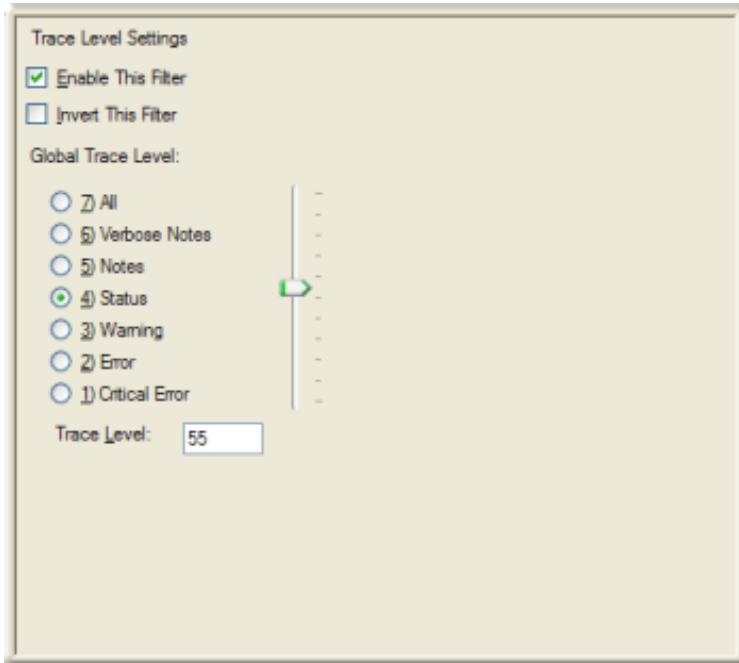 Trace Level Settings
Enable This Filter
Invert This Filter
Global Trace Level:
7) All
6) Verbose Notes
5) Notes
4) Status
3) Warning
2) Error
1) Critical Error
Trace Level: 55